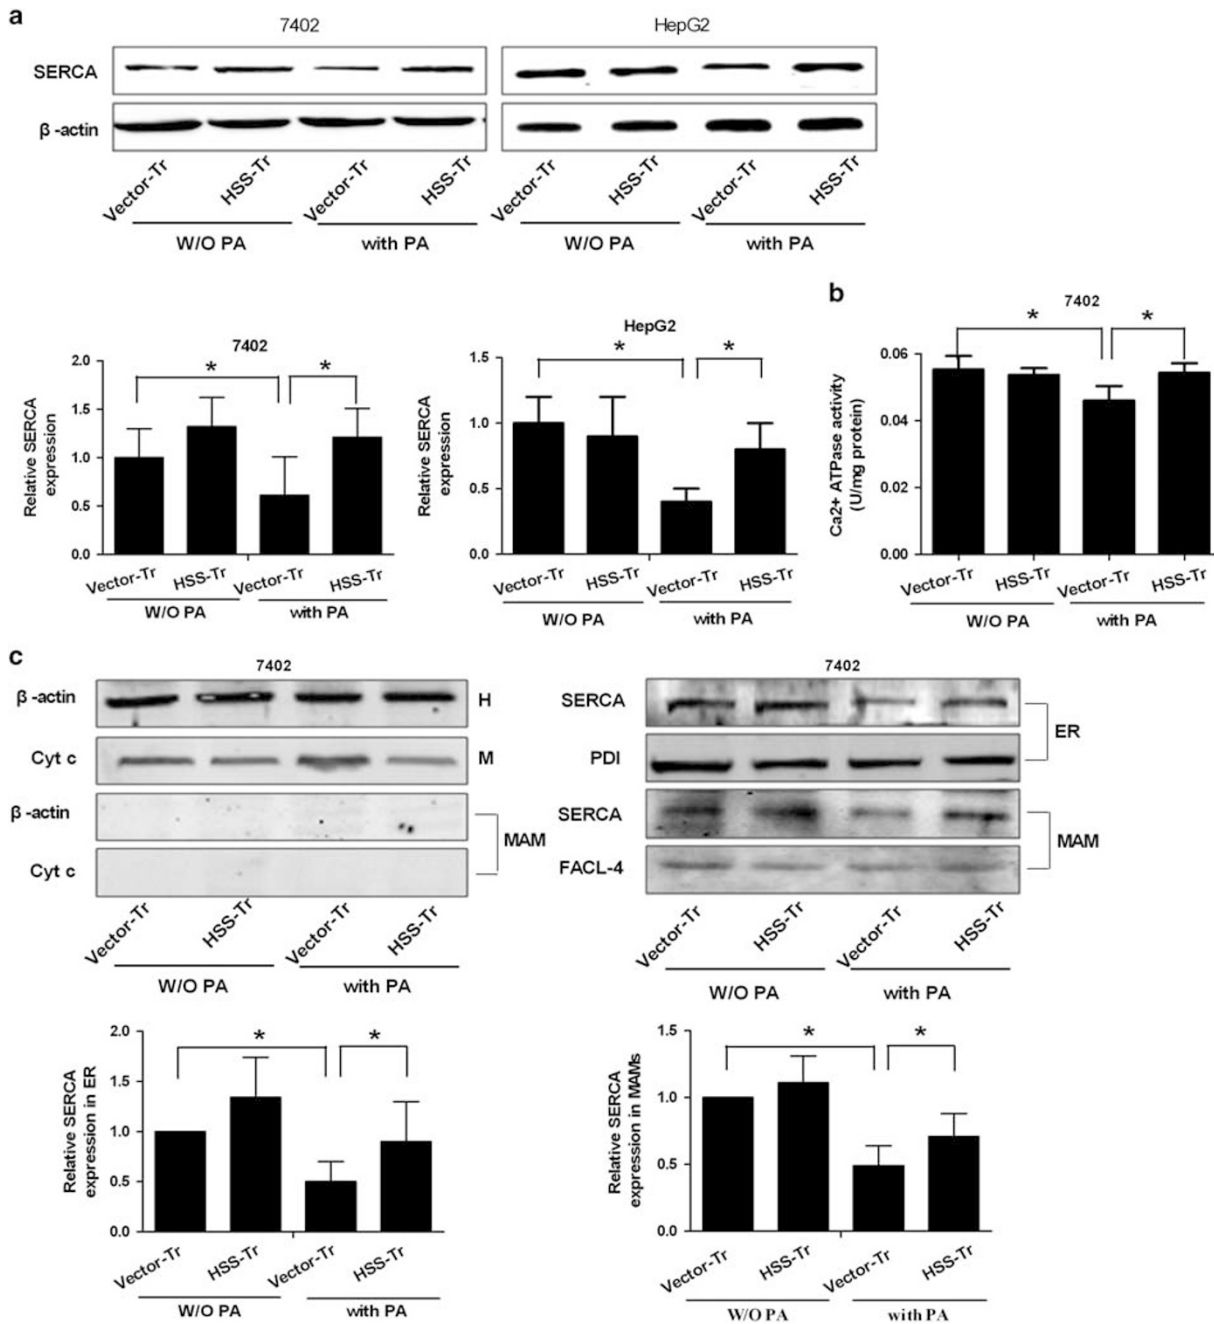 a
7402
HepG2
SERCA
β -actin
Vector-Tr HSS-Tr Vector-Tr HSS-Tr Vector-Tr HSS-Tr Vector-Tr HSS-Tr
W/O PA with PA W/O PA with PA
7402
Relative SERCA
expression
2.0
1.5
1.0
0.5
0.0
*
*
Vector-Tr HSS-Tr Vector-Tr HSS-Tr
W/O PA with PA
HepG2
Relative SERCA
expression
1.5
1.0
0.5
0.0
*
*
Vector-Tr HSS-Tr Vector-Tr HSS-Tr
W/O PA with PA
b
7402
Ca2+ ATPase activity
(U/mg protein)
0.06
0.04
0.02
0.00
*
*
Vector-Tr HSS-Tr Vector-Tr HSS-Tr
W/O PA with PA
c
7402
β -actin H
Cyt c M
β -actin
MAM
Cyt c
Vector-Tr HSS-Tr Vector-Tr HSS-Tr
W/O PA with PA
7402
SERCA
ER
PDI
SERCA
MAM
FACL-4
Vector-Tr HSS-Tr Vector-Tr HSS-Tr
W/O PA with PA
Relative SERCA
expression in ER
2.0
1.5
1.0
0.5
0.0
*
*
Vector-Tr HSS-Tr Vector-Tr HSS-Tr
W/O PA with PA
Relative SERCA
expression in MAMs
1.5
1.0
0.5
0.0
*
*
Vector-Tr HSS-Tr Vector-Tr HSS-Tr
W/O PA with PA